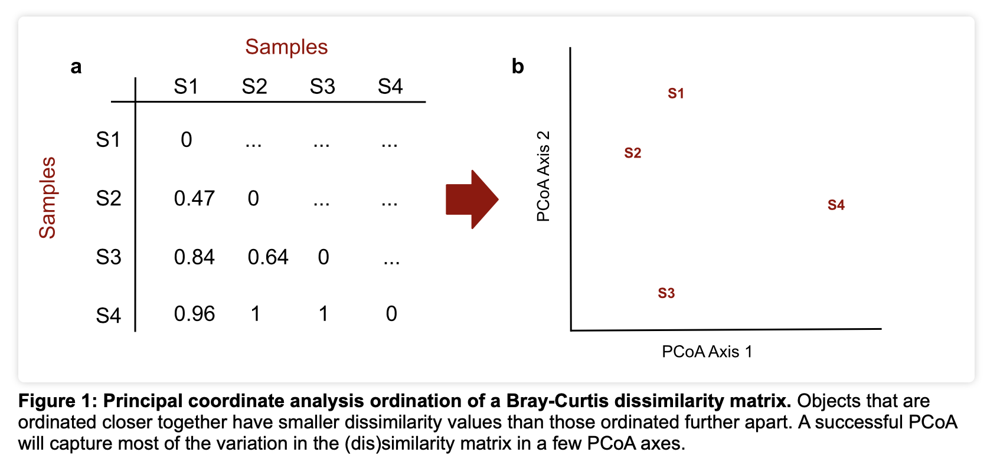 Samples
a
S1 S2 S3 S4
Samples
S1 0 ... ... ...
S2 0.47 0 ... ...
S3 0.84 0.64 0 ...
S4 0.96 1 1 0
b
PCoA Axis 2
S1
S2
S4
S3
PCoA Axis 1
Figure 1: Principal coordinate analysis ordination of a Bray-Curtis dissimilarity matrix. Objects that are
ordinated closer together have smaller dissimilarity values than those ordinated further apart. A successful PCoA
will capture most of the variation in the (dis)similarity matrix in a few PCoA axes.